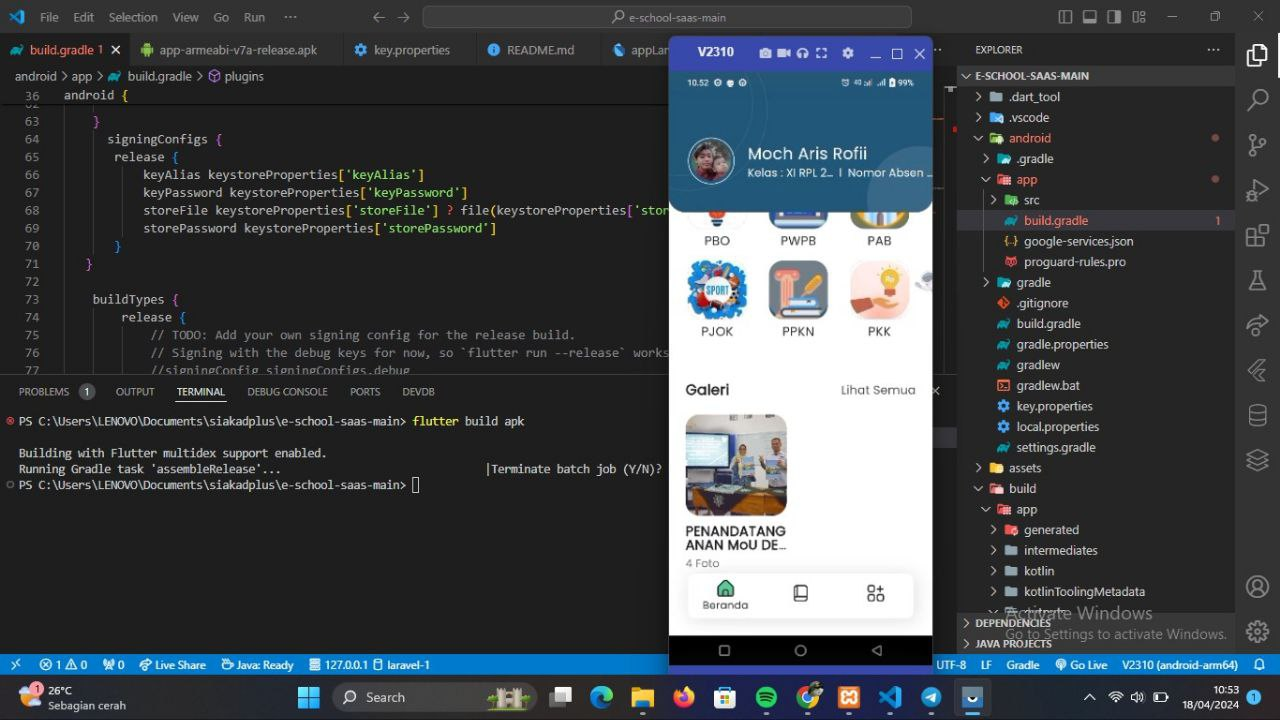 File Edit Selection View Go Run ··· e-school-saas-main
build.gradle 1 app-armeabi-v7a-release.apk key.properties README.md appLan
android > app > build.gradle > plugins
36 android {
63 }
64 signingConfigs {
65 release {
66 keyAlias keystoreProperties['keyAlias']
67 keyPassword keystoreProperties['keyPassword']
68 storeFile keystoreProperties['storeFile'] ? file(keystoreProperties['stor
69 storePassword keystoreProperties['storePassword']
70 }
71 }
72
73 buildTypes {
74 release {
75 // TODO: Add your own signing config for the release build.
76 // Signing with the debug keys for now, so `flutter run --release` works
77 //signingConfig signingConfigs.debug
PROBLEMS 1 OUTPUT TERMINAL DEBUG CONSOLE PORTS DEVDB
PS C:\Users\LENOVO\Documents\siakadplus\e-school-saas-main> flutter build apk
Building with Flutter multidex support enabled.
Running Gradle task 'assembleRelease'... |Terminate batch job (Y/N)?
PS C:\Users\LENOVO\Documents\siakadplus\e-school-saas-main>
V2310
10.52 4G 99%
Moch Aris Rofii
Kelas : XI RPL 2... | Nomor Absen ...
PBO PWPB PAB
SPORT
PJOK PPKN PKK
Galeri Lihat Semua
PENANDATANG
ANAN MoU DE...
4 Foto
Beranda
EXPLORER ···
E-SCHOOL-SAAS-MAIN
.dart_tool
.vscode
android
.gradle
app
src
build.gradle 1
google-services.json
proguard-rules.pro
gradle
.gitignore
build.gradle
gradle.properties
gradlew
gradlew.bat
key.properties
local.properties
settings.gradle
assets
build
app
generated
intermediates
kotlin
kotlinToolingMetadata
Activate Windows
DEPENDENCIES
Go to Settings to activate Windows.
JAVA PROJECTS
1 0 0 Live Share Java: Ready 127.0.0.1 laravel-1 UTF-8 LF Gradle Go Live V2310 (android-arm64)
1 26°C
Sebagian cerah
Search
10:53
18/04/2024
1